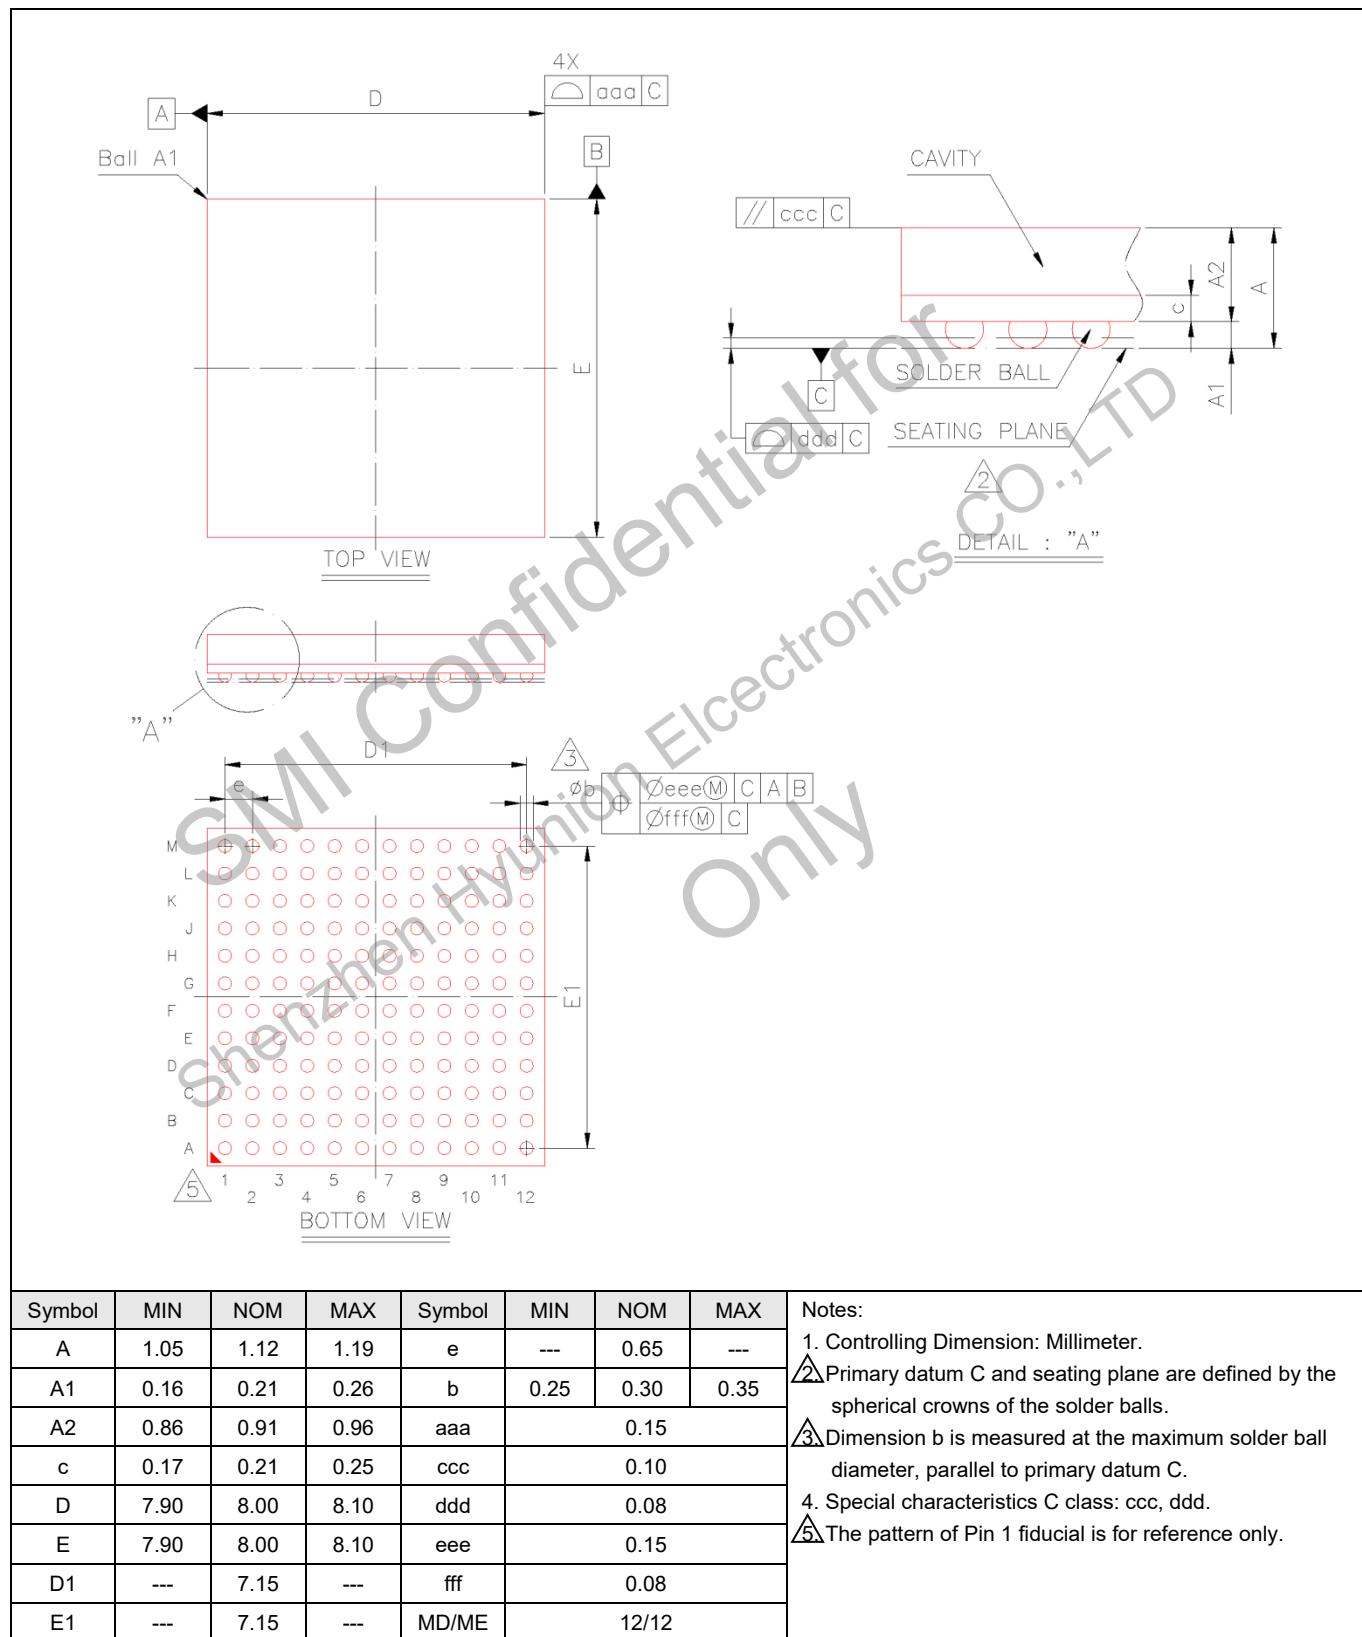 4X
aaa C
D
A
Ball A1
B
E
TOP VIEW
CAVITY
// ccc C
A2
A
c
SOLDER BALL
A1
C
ddd C
SEATING PLANE
2
DETAIL : "A"
"A"
D1
3
e
øb
Øeee Ⓜ C A B
Øfff Ⓜ C
M
L
K
J
H
G
F
E
D
C
B
A
E1
5
1 3 5 7 9 11
2 4 6 8 10 12
BOTTOM VIEW
SMI Confidential for
Shenzhen Hyunion Elcectronics CO.,LTD
Only
Symbol MIN NOM MAX Symbol MIN NOM MAX
A 1.05 1.12 1.19 e --- 0.65 ---
A1 0.16 0.21 0.26 b 0.25 0.30 0.35
A2 0.86 0.91 0.96 aaa 0.15
c 0.17 0.21 0.25 ccc 0.10
D 7.90 8.00 8.10 ddd 0.08
E 7.90 8.00 8.10 eee 0.15
D1 --- 7.15 --- fff 0.08
E1 --- 7.15 --- MD/ME 12/12
Notes:
1. Controlling Dimension: Millimeter.
2. Primary datum C and seating plane are defined by the
spherical crowns of the solder balls.
3. Dimension b is measured at the maximum solder ball
diameter, parallel to primary datum C.
4. Special characteristics C class: ccc, ddd.
5. The pattern of Pin 1 fiducial is for reference only.